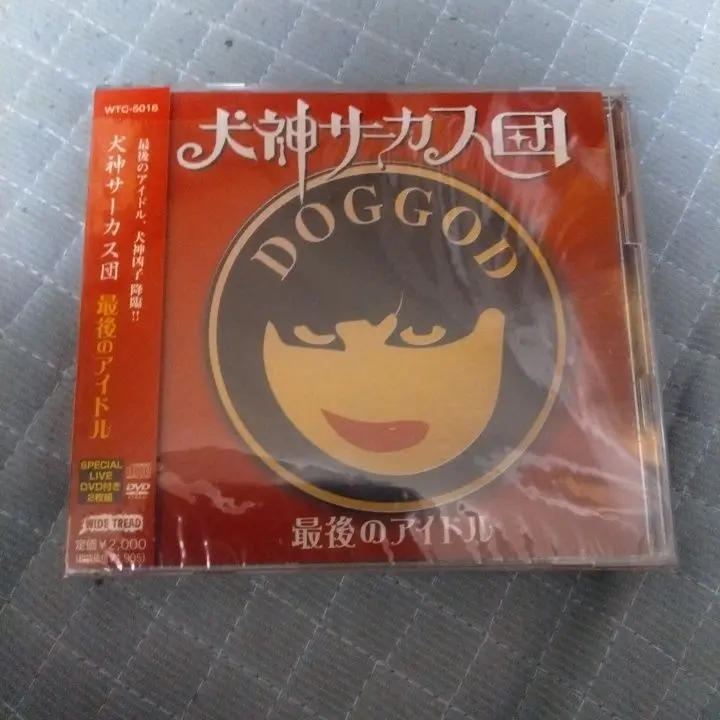 WTC-6016
最後のアイドル、犬神凶子 降臨!!
犬神サーカス団 最後のアイドル
SPECIAL
LIVE
DVD付き
2枚組
DVD
VIDEO
WIDE TREAD
定価¥2,000
犬神サーカス団
DOGGOD
最後のアイドル